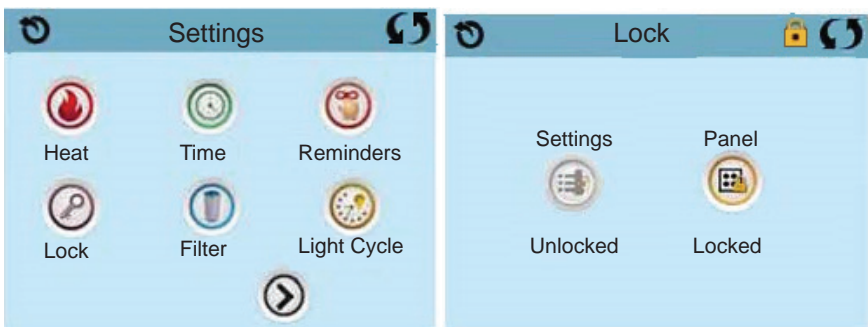 Settings
Heat Time Reminders
Lock Filter Light Cycle
Lock
Settings Panel
Unlocked Locked